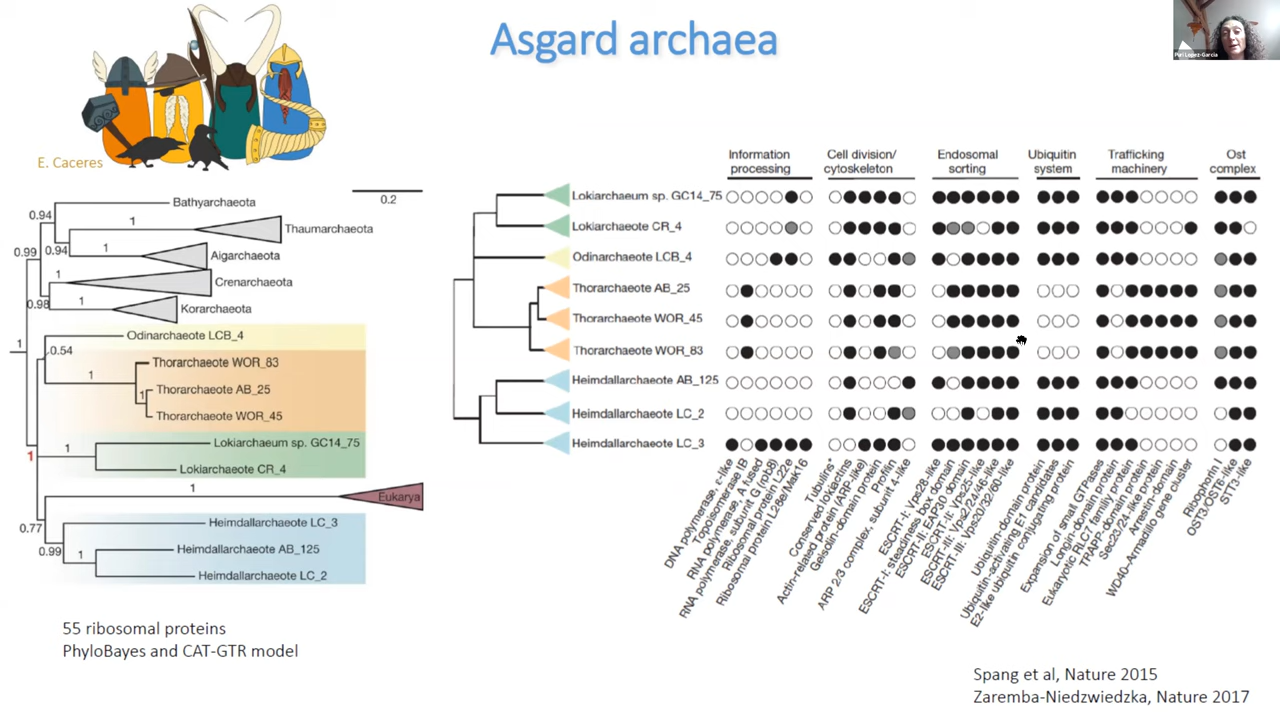 Asgard archaea
Puri Lopez-Garcia
E. Caceres
0.2
Bathyarchaeota
0.94
1
Thaumarchaeota
0.99
0.94
1
Aigarchaeota
1
Crenarchaeota
0.98
1
Korarchaeota
1
Odinarchaeote LCB_4
0.54
Thorarchaeote WOR_83
1
1
Thorarchaeote AB_25
Thorarchaeote WOR_45
Lokiarchaeum sp. GC14_75
1
1
Lokiarchaeote CR_4
1
Eukarya
0.77
Heimdallarchaeote LC_3
0.99
1
Heimdallarchaeote AB_125
Heimdallarchaeote LC_2
55 ribosomal proteins
PhyloBayes and CAT-GTR model
Information processing
Cell division/ cytoskeleton
Endosomal sorting
Ubiquitin system
Trafficking machinery
Ost complex
Lokiarchaeum sp. GC14_75
Lokiarchaeote CR_4
Odinarchaeote LCB_4
Thorarchaeote AB_25
Thorarchaeote WOR_45
Thorarchaeote WOR_83
Heimdallarchaeote AB_125
Heimdallarchaeote LC_2
Heimdallarchaeote LC_3
DNA polymerase, ε-like
Topoisomerase IB
RNA polymerase, A fused
RNA polymerase, subunit G (rpb8)
Ribosomal protein L22e
Ribosomal protein L28e/Mak16
Tubulins*
Conserved lokiactins
Actin-related protein (ARP-like)
Gelsolin-domain protein
Profilin
ARP 2/3 complex subunit 4-like
ESCRT-I: Vps28-like
ESCRT-I: steadiness box domain
ESCRT-II: EAP30 domain
ESCRT-II: Vps25-like
ESCRT-III: Vps2/24/46-like
ESCRT-III: Vps20/32/60-like
Ubiquitin-domain protein
Ubiquitin-activating E1 candidates
E2-like ubiquitin conjugating protein
Expansion of small GTPases
Longin-domain protein
Eukaryotic RLC7 family protein
TRAPP-domain protein
Sec23/24-like protein
Arrestin-domain
WD40-Armadillo gene cluster
Ribophorin I
OST3/OST6-like
STT3-like
Spang et al, Nature 2015
Zaremba-Niedzwiedzka, Nature 2017